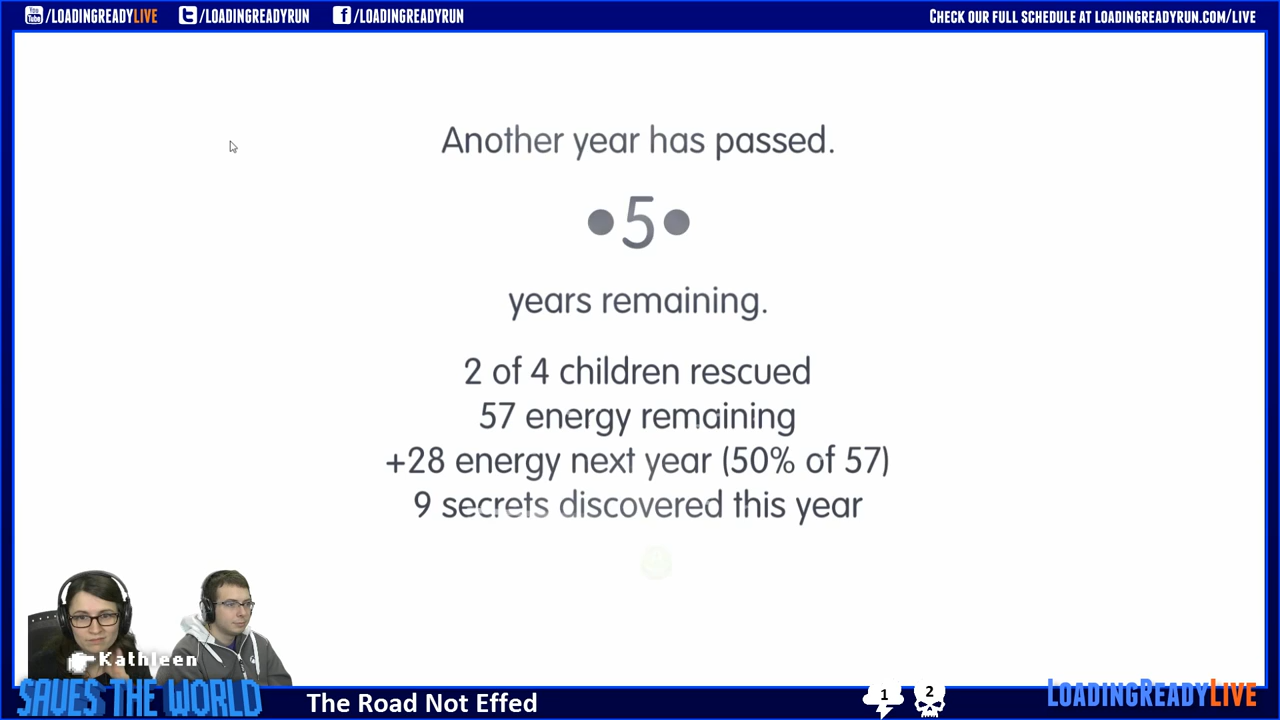 You Tube /LOADINGREADYLIVE
/LOADINGREADYRUN
/LOADINGREADYRUN
CHECK OUR FULL SCHEDULE AT LOADINGREADYRUN.COM/LIVE
Another year has passed.
•5•
years remaining.
2 of 4 children rescued
57 energy remaining
+28 energy next year (50% of 57)
9 secrets discovered this year
Kathleen
SAVES THE WORLD
The Road Not Effed
1
2
LOADINGREADYLIVE